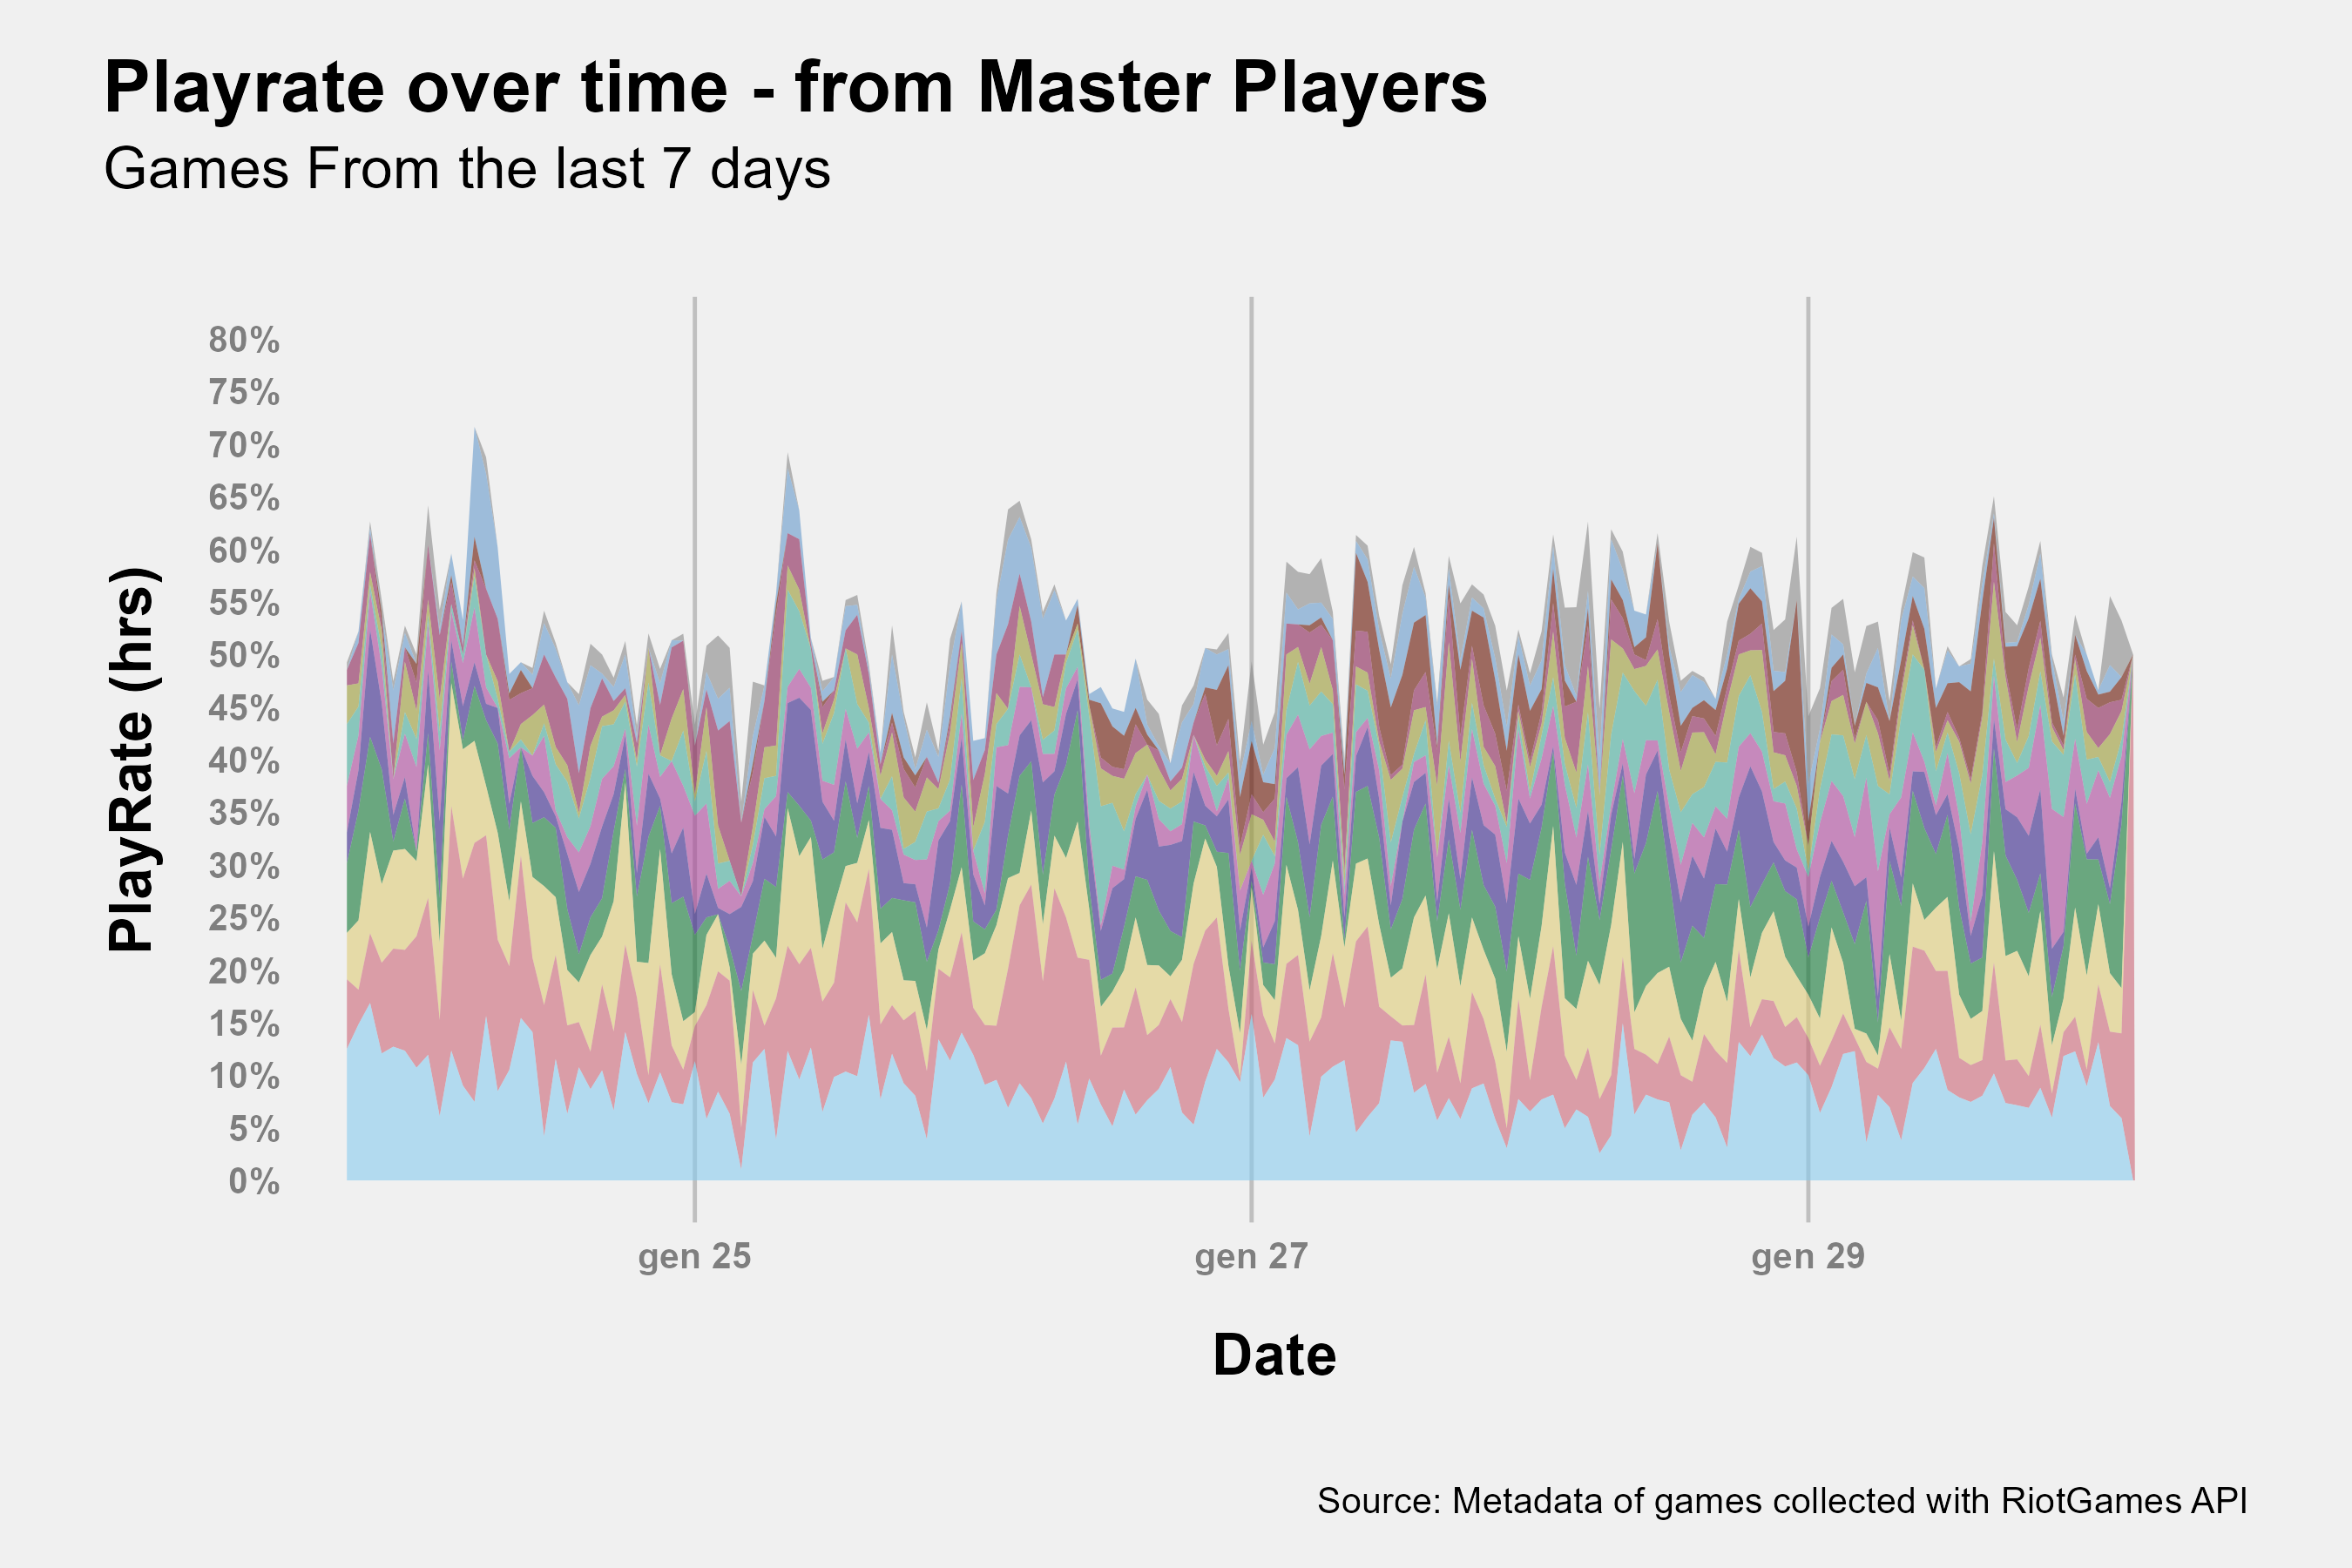 Playrate over time - from Master Players
Games From the last 7 days
PlayRate (hrs)
80%
75%
70%
65%
60%
55%
50%
45%
40%
35%
30%
25%
20%
15%
10%
5%
0%
gen 25
gen 27
gen 29
Date
Source: Metadata of games collected with RiotGames API